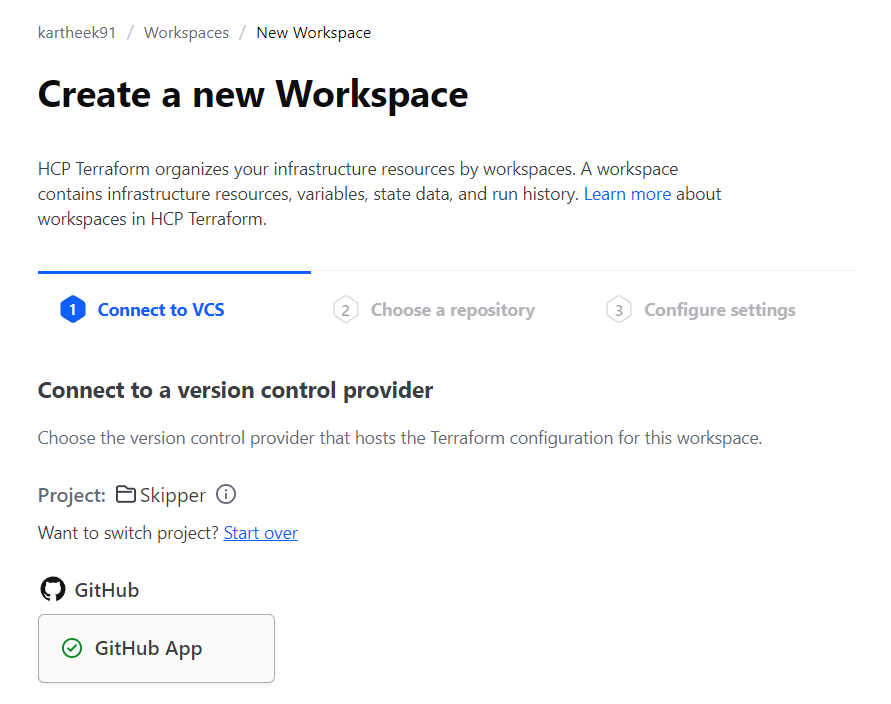 kartheek91 / Workspaces / New Workspace
Create a new Workspace
HCP Terraform organizes your infrastructure resources by workspaces. A workspace
contains infrastructure resources, variables, state data, and run history. Learn more about
workspaces in HCP Terraform.
1 Connect to VCS 2 Choose a repository 3 Configure settings
Connect to a version control provider
Choose the version control provider that hosts the Terraform configuration for this workspace.
Project: Skipper
Want to switch project? Start over
GitHub
GitHub App